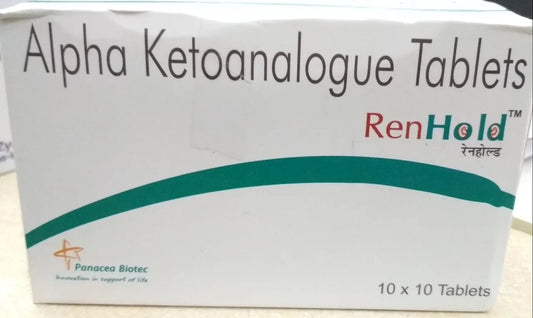 Alpha Ketoanalogue Tablets
RenHold™
रेनहोल्ड
Panacea Biotec
Innovation in support of life
10 x 10 Tablets